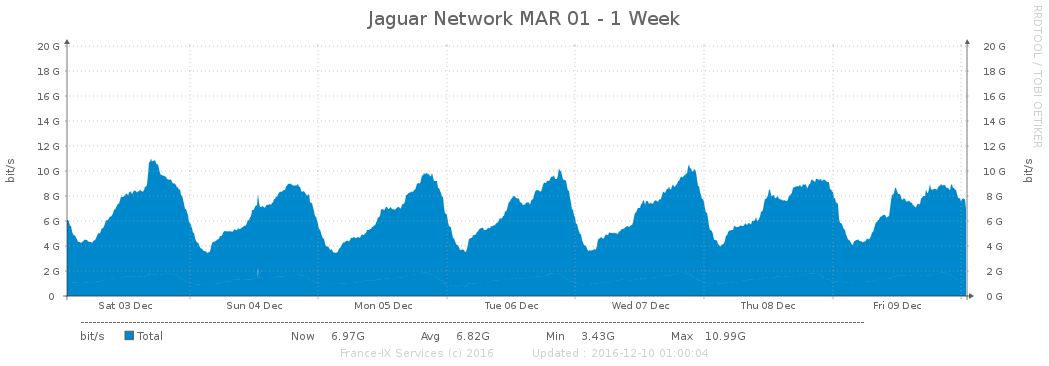 Jaguar Network MAR 01 - 1 Week
RRDTOOL / TOBI OETIKER
20 G 20 G
18 G 18 G
16 G 16 G
14 G 14 G
12 G 12 G
10 G 10 G
8 G 8 G
6 G 6 G
4 G 4 G
2 G 2 G
0 0 G
bit/s bit/s
Sat 03 Dec Sun 04 Dec Mon 05 Dec Tue 06 Dec Wed 07 Dec Thu 08 Dec Fri 09 Dec
bit/s Total Now 6.97G Avg 6.82G Min 3.43G Max 10.99G
France-IX Services (c) 2016 Updated : 2016-12-10 01:00:04